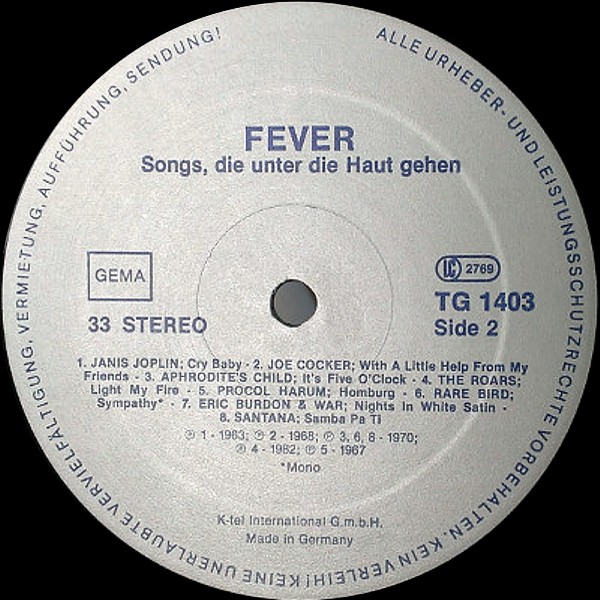 ALLE URHEBER- UND LEISTUNGSSCHUTZRECHTE VORBEHALTEN. KEIN VERLEIH! KEINE UNERLAUBTE VERVIELFÄLTIGUNG, VERMIETUNG, AUFFÜHRUNG, SENDUNG!
FEVER
Songs, die unter die Haut gehen
GEMA
LC 2769
33 STEREO
TG 1403
Side 2
1. JANIS JOPLIN; Cry Baby - 2. JOE COCKER; With A Little Help From My
Friends - 3. APHRODITE'S CHILD; It's Five O'Clock - 4. THE ROARS;
Light My Fire - 5. PROCOL HARUM; Homburg - 6. RARE BIRD;
Sympathy* - 7. ERIC BURDON & WAR; Nights In White Satin -
8. SANTANA; Samba Pa Ti
℗ 1 - 1963; ℗ 2 - 1968; ℗ 3, 6, 8 - 1970;
℗ 4 - 1982; ℗ 5 - 1967
*Mono
K-tel International G.m.b.H.
Made in Germany